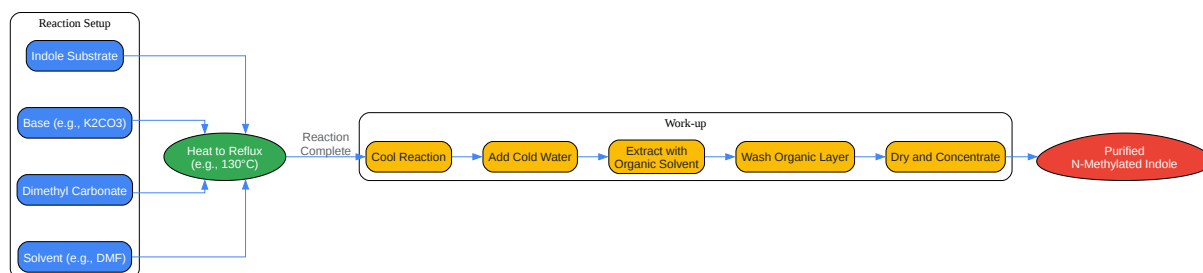 Reaction Setup
Indole Substrate
Base (e.g., K2CO3)
Dimethyl Carbonate
Solvent (e.g., DMF)
Heat to Reflux
(e.g., 130°C)
Reaction
Complete
Work-up
Cool Reaction
Add Cold Water
Extract with
Organic Solvent
Wash Organic Layer
Dry and Concentrate
Purified
N-Methylated Indole